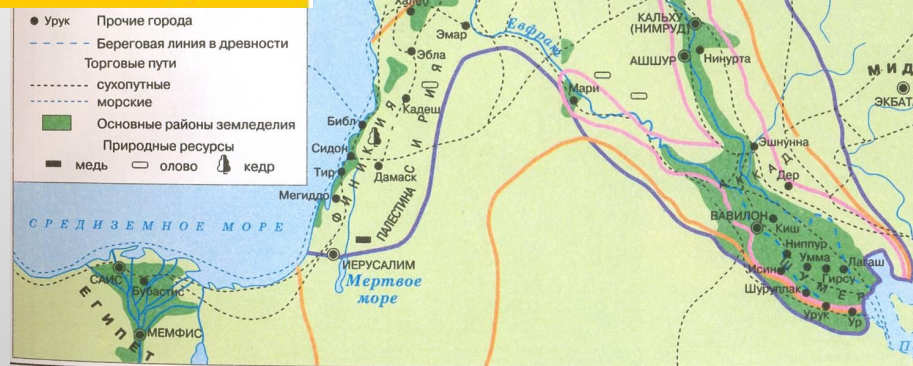 Урук Прочие города
Береговая линия в древности
Торговые пути
сухопутные
морские
Основные районы земледелия
Природные ресурсы
медь олово кедр
Эмар
Эбла
Кадеш
Библ
Сидон
Тир
Дамаск
Мегиддо
ФИНИКИЯ
СИРИЯ
ПАЛЕСТИНА
СРЕДИЗЕМНОЕ МОРЕ
ИЕРУСАЛИМ
Мертвое
море
САИС
Бубастис
ЕГИПЕТ
МЕМФИС
Евфрат
Мари
КАЛЬХУ
(НИМРУД)
АШШУР
Нинурта
МИД
ЭКБАТ
Эшнунна
АККАД
Дер
ВАВИЛОН
Киш
Ниппур
Умма
Лагаш
Исин
Гирсу
ШУМЕР
Шуруппак
Урук
Ур
П